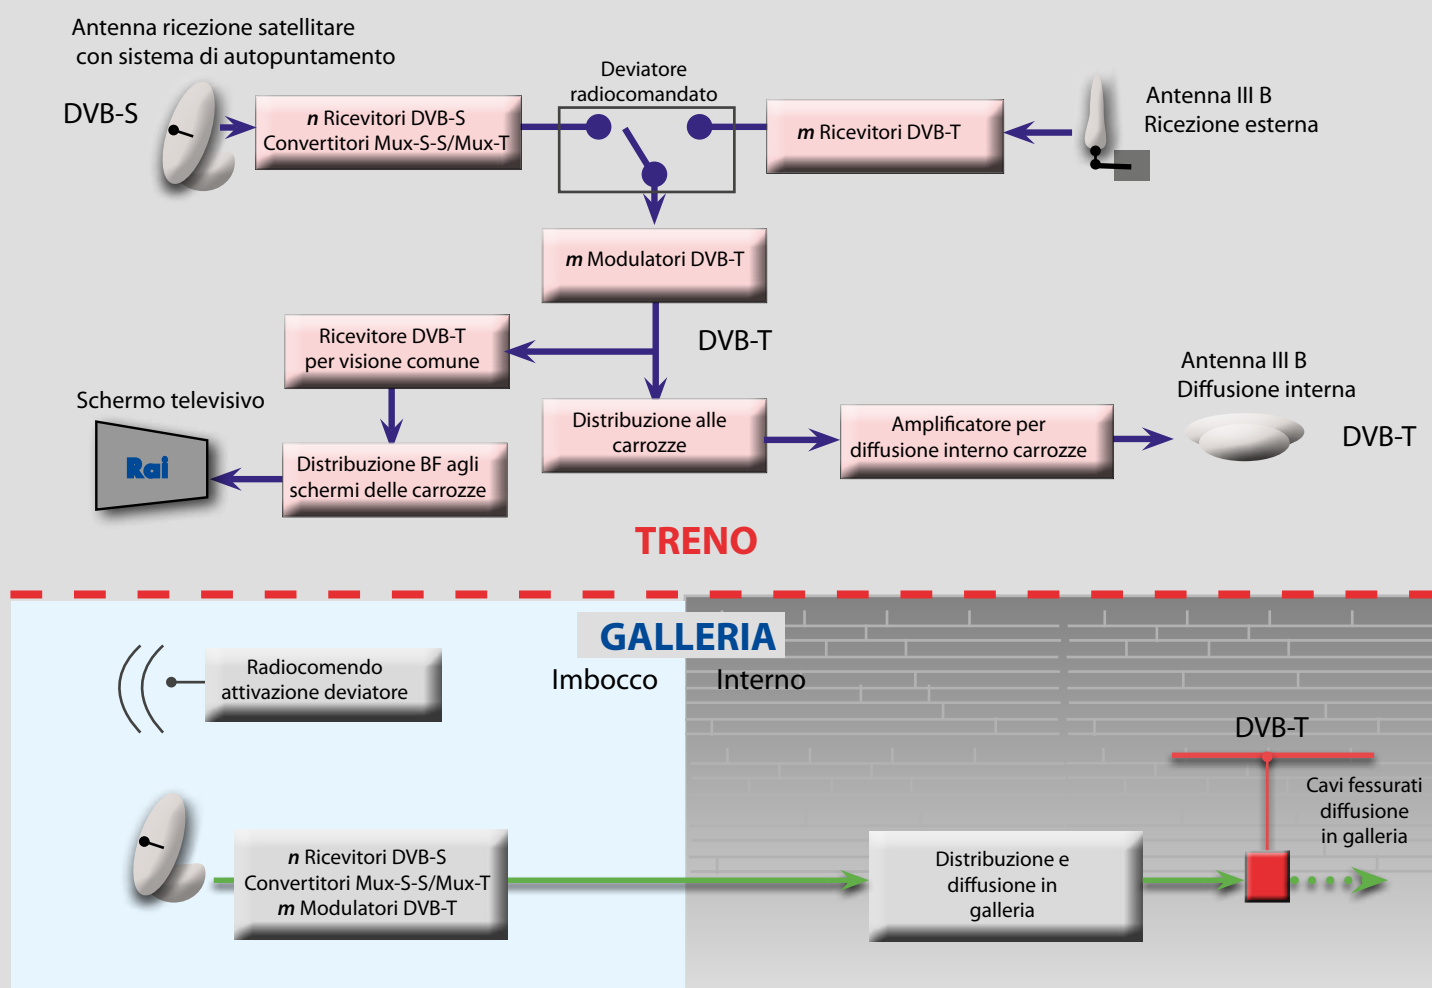 Antenna ricezione satellitare
con sistema di autopuntamento
DVB-S
n Ricevitori DVB-S
Convertitori Mux-S-S/Mux-T
Deviatore
radiocomandato
m Ricevitori DVB-T
Antenna III B
Ricezione esterna
m Modulatori DVB-T
DVB-T
Ricevitore DVB-T
per visione comune
Schermo televisivo
Rai
Distribuzione BF agli
schermi delle carrozze
Distribuzione alle
carrozze
Amplificatore per
diffusione interno carrozze
Antenna III B
Diffusione interna
DVB-T
TRENO
GALLERIA
Imbocco
Interno
Radiocomendo
attivazione deviatore
n Ricevitori DVB-S
Convertitori Mux-S-S/Mux-T
m Modulatori DVB-T
Distribuzione e
diffusione in
galleria
DVB-T
Cavi fessurati
diffusione
in galleria